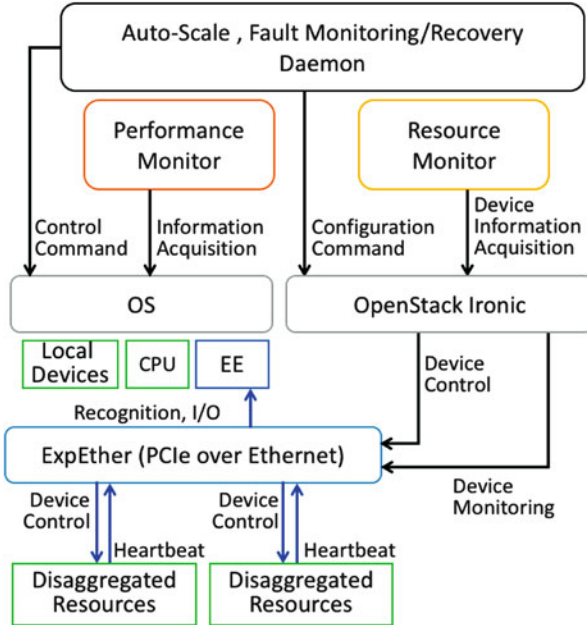 Auto-Scale , Fault Monitoring/Recovery
Daemon
Performance
Monitor
Resource
Monitor
Control
Command
Information
Acquisition
Configuration
Command
Device
Information
Acquisition
OS
OpenStack Ironic
Local
Devices
CPU
EE
Device
Control
Recognition, I/O
ExpEther (PCIe over Ethernet)
Device
Control
Device
Control
Device
Monitoring
Heartbeat
Heartbeat
Disaggregated
Resources
Disaggregated
Resources